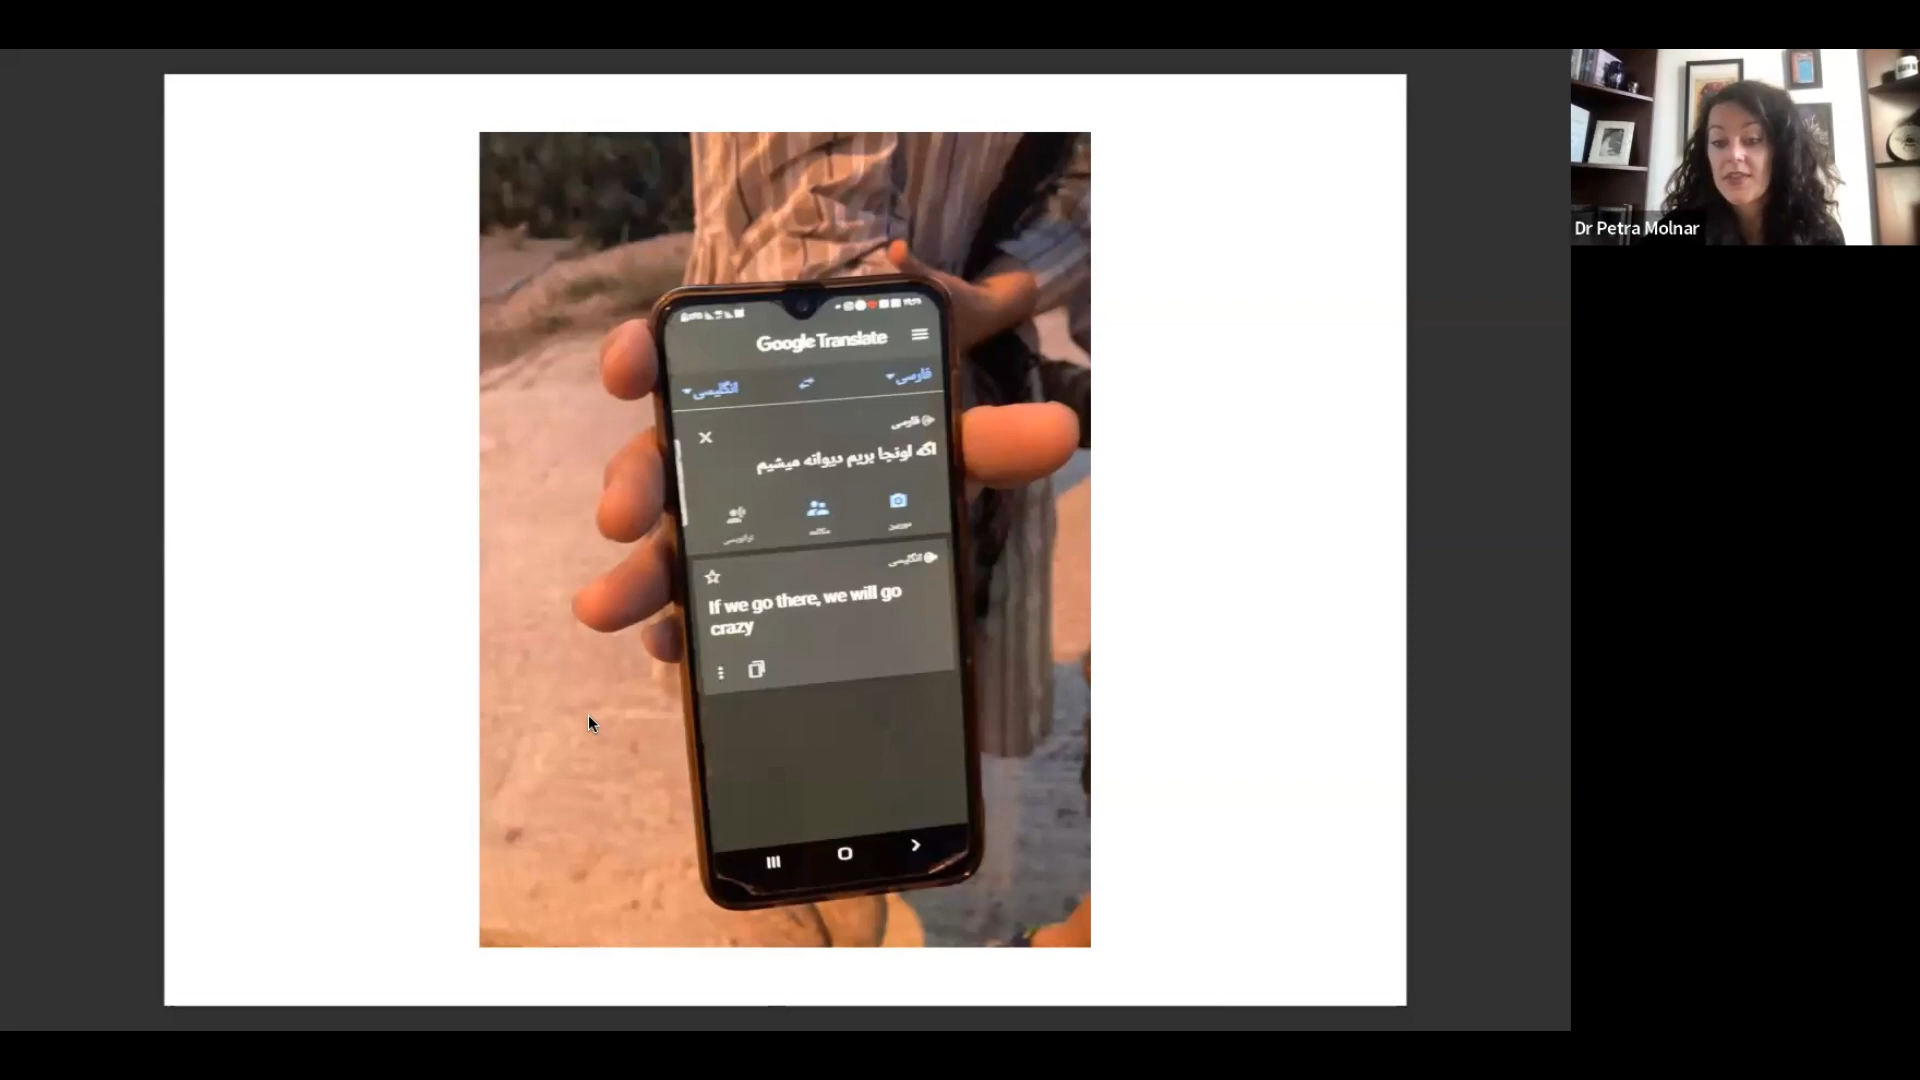 Google Translate
انگلیسی
فارسی
فارسی
اگه اونجا بریم دیوانه میشیم
انگلیسی
If we go there, we will go
crazy
Dr Petra Molnar